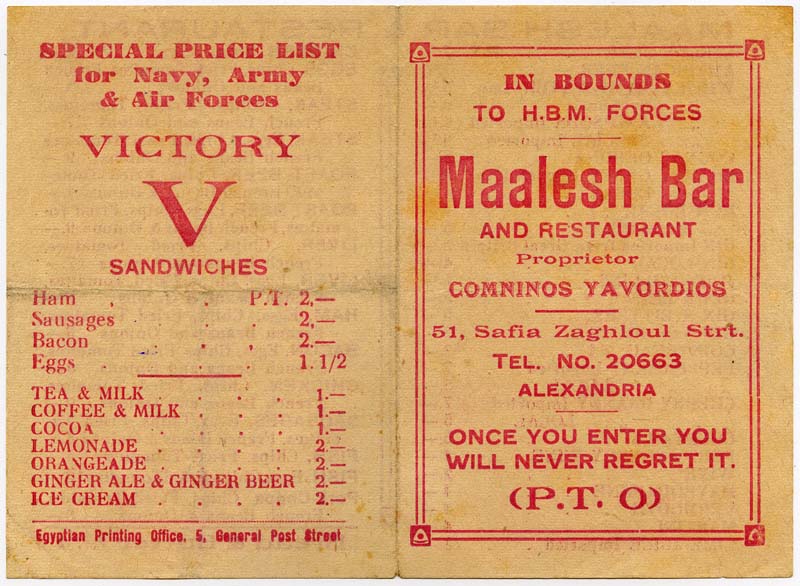 SPECIAL PRICE LIST
for Navy, Army
& Air Forces
VICTORY
V
SANDWICHES
Ham . . . P.T. 2,—
Sausages . . . 2,—
Bacon . . . 2.—
Eggs . . . 1.1/2
TEA & MILK . . . . 1.—
COFFEE & MILK . . . 1.—
COCOA . . . . 1.—
LEMONADE . . . . 2.—
ORANGEADE . . . . 2.—
GINGER ALE & GINGER BEER . 2.—
ICE CREAM . . . . 2.—
Egyptian Printing Office, 5, General Post Street
IN BOUNDS
TO H.B.M. FORCES
Maalesh Bar
AND RESTAURANT
Proprietor
COMNINOS YAVORDIOS
51, Safia Zaghloul Strt.
TEL. No. 20663
ALEXANDRIA
ONCE YOU ENTER YOU
WILL NEVER REGRET IT.
(P.T. O)